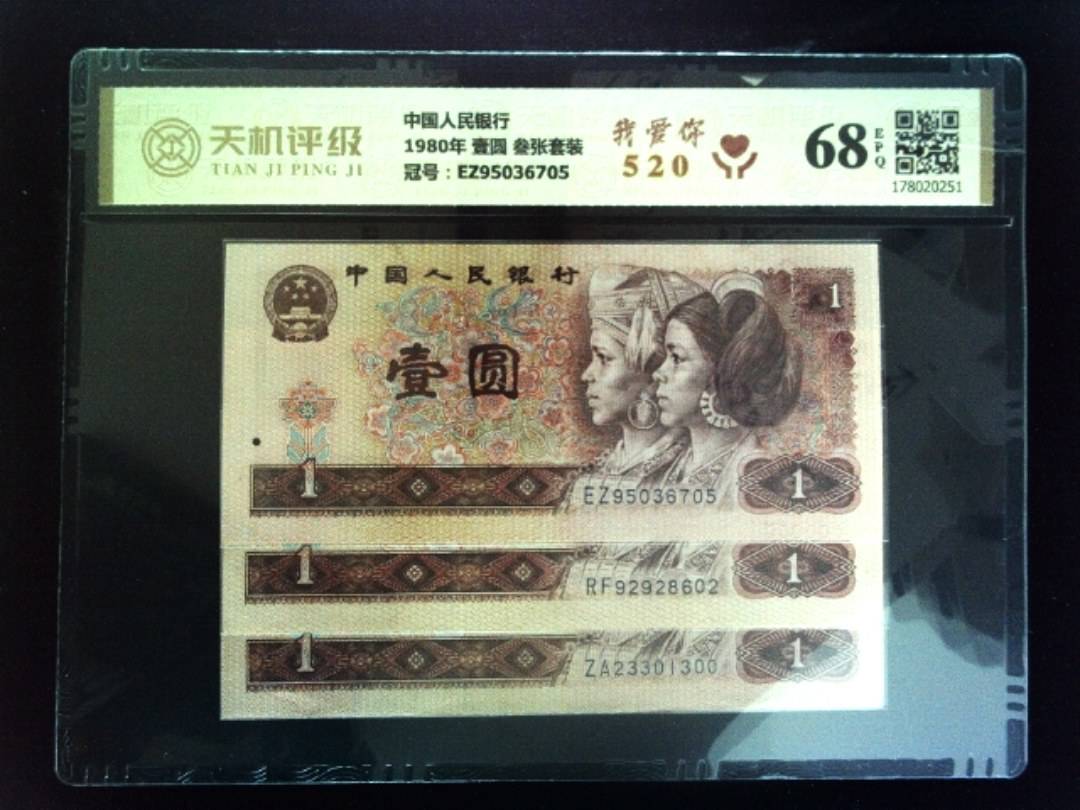 天机评级
TIAN JI PING JI
中国人民银行
1980年 壹圆 叁张套装
冠号：EZ95036705
我爱你
520
68
EPQ
178020251
中国人民银行
1
壹圆
1
EZ95036705
1
1
RF92928602
1
1
ZA23301300
1